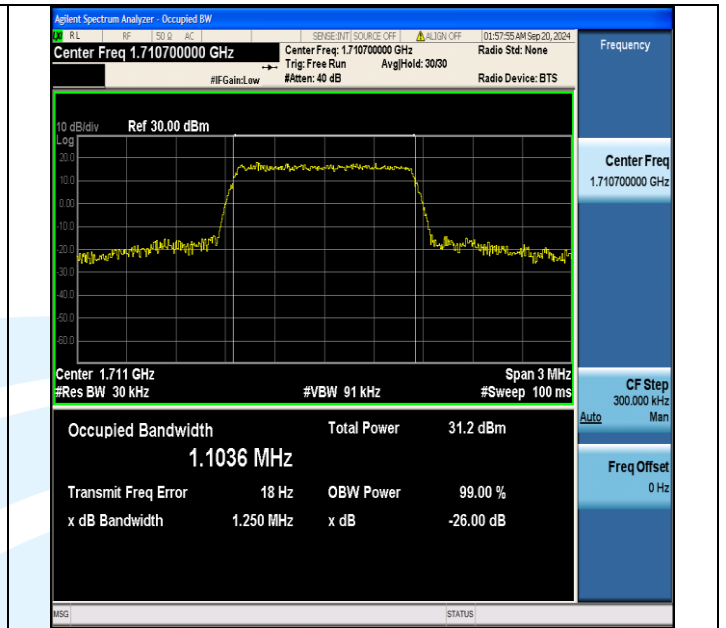 Agilent Spectrum Analyzer - Occupied BW
RL RF 50 Ω AC SENSE:INT SOURCE OFF ALIGN OFF 01:57:55 AM Sep 20, 2024
Center Freq 1.710700000 GHz
Center Freq: 1.710700000 GHz
Radio Std: None
Trig: Free Run Avg|Hold: 30/30
#IFGain:Low #Atten: 40 dB Radio Device: BTS
Frequency
10 dB/div Ref 30.00 dBm
Log
20.0
10.0
0.00
-10.0
-20.0
-30.0
-40.0
-50.0
-60.0
Center Freq
1.710700000 GHz
Center 1.711 GHz Span 3 MHz
#Res BW 30 kHz #VBW 91 kHz #Sweep 100 ms
CF Step
300.000 kHz
Auto Man
Freq Offset
0 Hz
Occupied Bandwidth Total Power 31.2 dBm
1.1036 MHz
Transmit Freq Error 18 Hz OBW Power 99.00 %
x dB Bandwidth 1.250 MHz x dB -26.00 dB
MSG STATUS